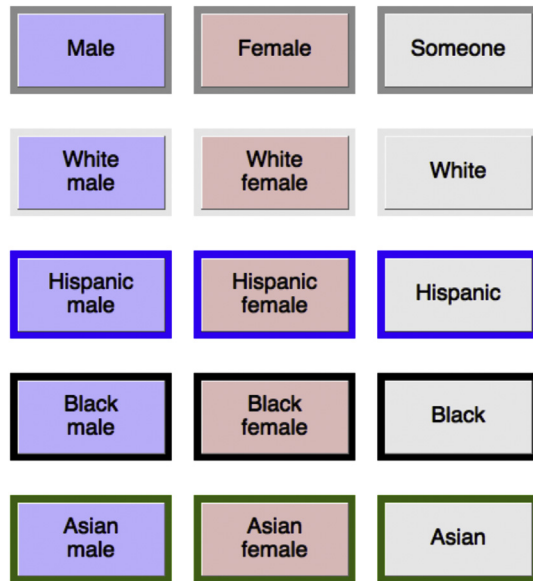 Male
Female
Someone
White
male
White
female
White
Hispanic
male
Hispanic
female
Hispanic
Black
male
Black
female
Black
Asian
male
Asian
female
Asian